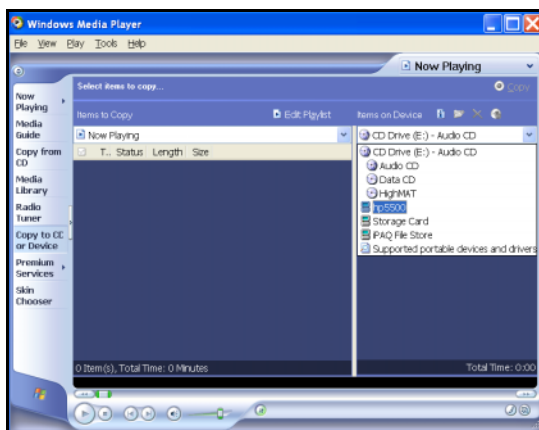 Windows Media Player
File View Play Tools Help
Now Playing
Select items to copy...
Copy
Now
Playing
Media
Guide
Copy from
CD
Media
Library
Radio
Tuner
Copy to CD
or Device
Premium
Services
Skin
Chooser
Items to Copy
Edit Playlist
Items on Device
Now Playing
CD Drive (E:) - Audio CD
T... Status Length Size
CD Drive (E:) - Audio CD
Audio CD
Data CD
HighMAT
hp5500
Storage Card
iPAQ File Store
Supported portable devices and drivers
0 Item(s), Total Time: 0 Minutes
Total Time: 0:00